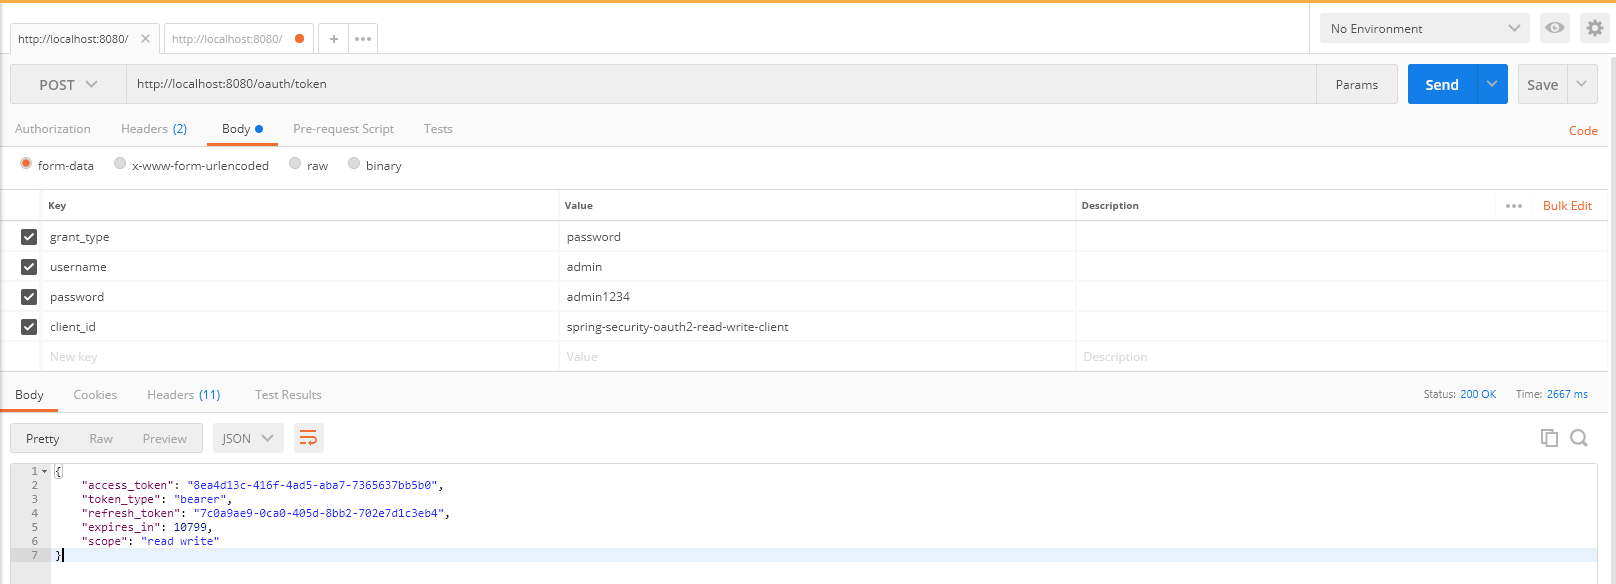 http://localhost:8080/ http://localhost:8080/ + No Environment
POST http://localhost:8080/oauth/token Params Send Save
Authorization Headers (2) Body Pre-request Script Tests Code
form-data x-www-form-urlencoded raw binary
Key Value Description Bulk Edit
grant_type password
username admin
password admin1234
client_id spring-security-oauth2-read-write-client
New key Value Description
Body Cookies Headers (11) Test Results Status: 200 OK Time: 2667 ms
Pretty Raw Preview JSON
1 {
2 "access_token": "8ea4d13c-416f-4ad5-aba7-7365637bb5b0",
3 "token_type": "bearer",
4 "refresh_token": "7c0a9ae9-0ca0-405d-8bb2-702e7d1c3eb4",
5 "expires_in": 10799,
6 "scope": "read write"
7 }